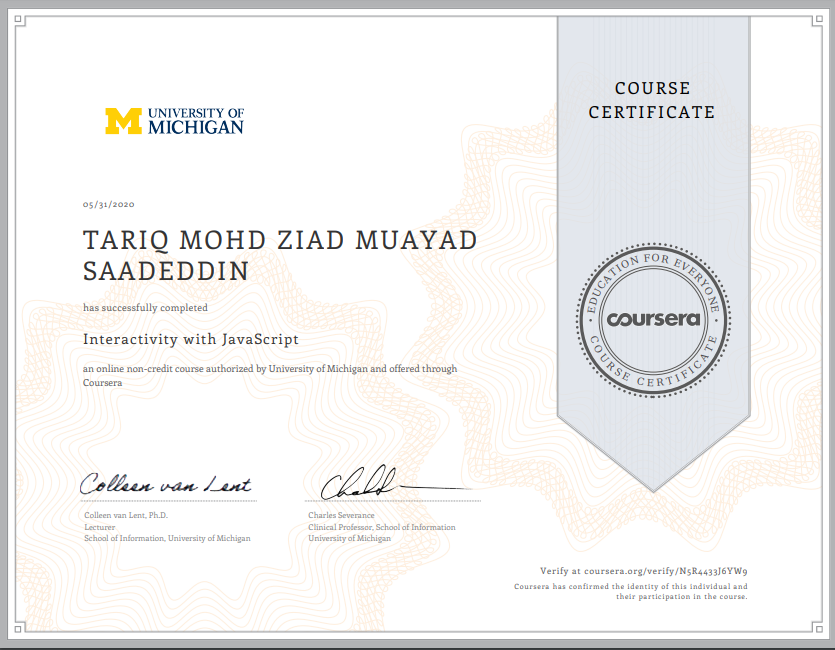 UNIVERSITY OF
MICHIGAN
COURSE
CERTIFICATE
05/31/2020
TARIQ MOHD ZIAD MUAYAD
SAADEDDIN
has successfully completed
Interactivity with JavaScript
an online non-credit course authorized by University of Michigan and offered through
Coursera
EDUCATION FOR EVERYONE
coursera
COURSE CERTIFICATE
Colleen van Lent
Colleen van Lent, Ph.D.
Lecturer
School of Information, University of Michigan
Charles Severance
Clinical Professor, School of Information
University of Michigan
Verify at coursera.org/verify/N5R4433J6YW9
Coursera has confirmed the identity of this individual and
their participation in the course.